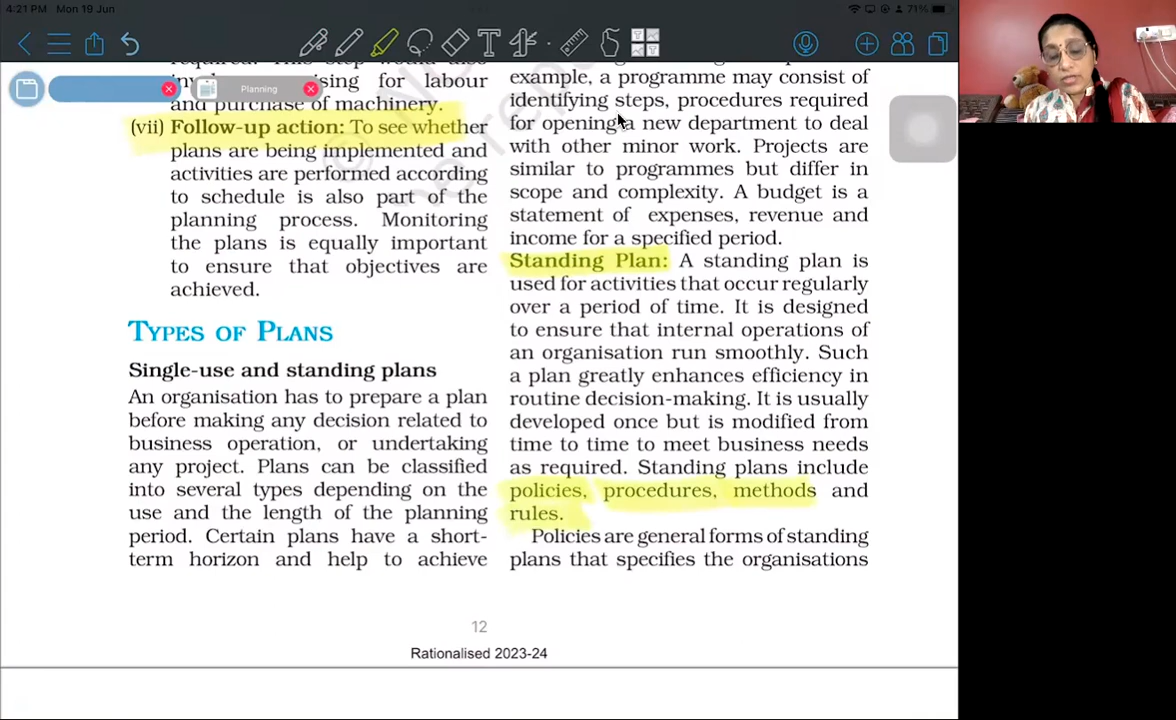 4:21 PM Mon 19 Jun
71%
Planning
required. This step would also
sing for labour
and purchase of machinery.
(vii) Follow-up action: To see whether
plans are being implemented and
activities are performed according
to schedule is also part of the
planning process. Monitoring
the plans is equally important
to ensure that objectives are
achieved.
TYPES OF PLANS
Single-use and standing plans
An organisation has to prepare a plan
before making any decision related to
business operation, or undertaking
any project. Plans can be classified
into several types depending on the
use and the length of the planning
period. Certain plans have a short-
term horizon and help to achieve
example, a programme may consist of
identifying steps, procedures required
for opening a new department to deal
with other minor work. Projects are
similar to programmes but differ in
scope and complexity. A budget is a
statement of expenses, revenue and
income for a specified period.
Standing Plan: A standing plan is
used for activities that occur regularly
over a period of time. It is designed
to ensure that internal operations of
an organisation run smoothly. Such
a plan greatly enhances efficiency in
routine decision-making. It is usually
developed once but is modified from
time to time to meet business needs
as required. Standing plans include
policies, procedures, methods and
rules.
Policies are general forms of standing
plans that specifies the organisations
12
Rationalised 2023-24